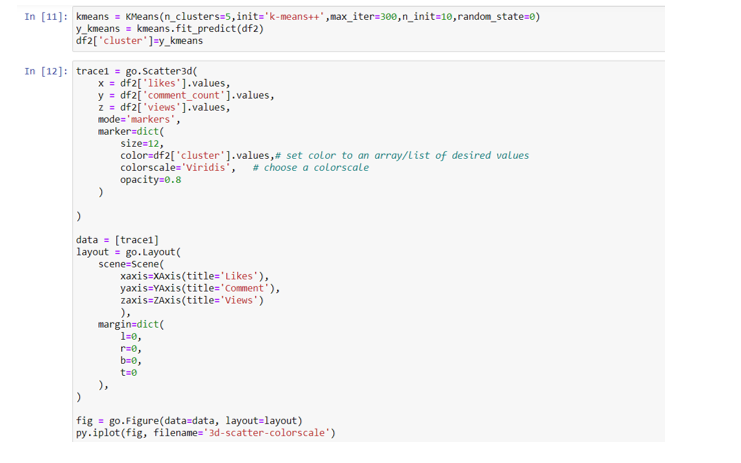 In [11]: kmeans = KMeans(n_clusters=5,init='k-means++',max_iter=300,n_init=10,random_state=0)
y_kmeans = kmeans.fit_predict(df2)
df2['cluster']=y_kmeans
In [12]: trace1 = go.Scatter3d(
x = df2['likes'].values,
y = df2['comment_count'].values,
z = df2['views'].values,
mode='markers',
marker=dict(
size=12,
color=df2['cluster'].values,# set color to an array/list of desired values
colorscale='Viridis',   # choose a colorscale
opacity=0.8
)
)
data = [trace1]
layout = go.Layout(
scene=Scene(
xaxis=XAxis(title='Likes'),
yaxis=YAxis(title='Comment'),
zaxis=ZAxis(title='Views')
),
margin=dict(
l=0,
r=0,
b=0,
t=0
),
)
fig = go.Figure(data=data, layout=layout)
py.iplot(fig, filename='3d-scatter-colorscale')